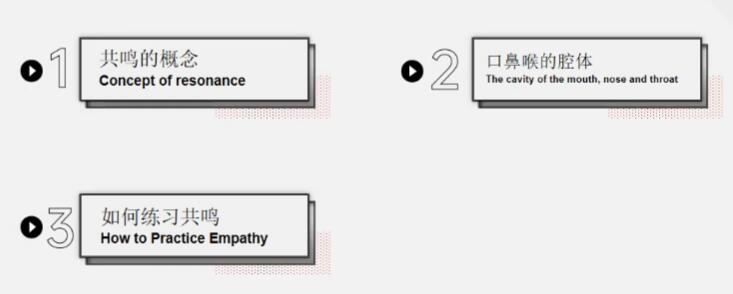 1
共鸣的概念
Concept of resonance
2
口鼻喉的腔体
The cavity of the mouth, nose and throat
3
如何练习共鸣
How to Practice Empathy